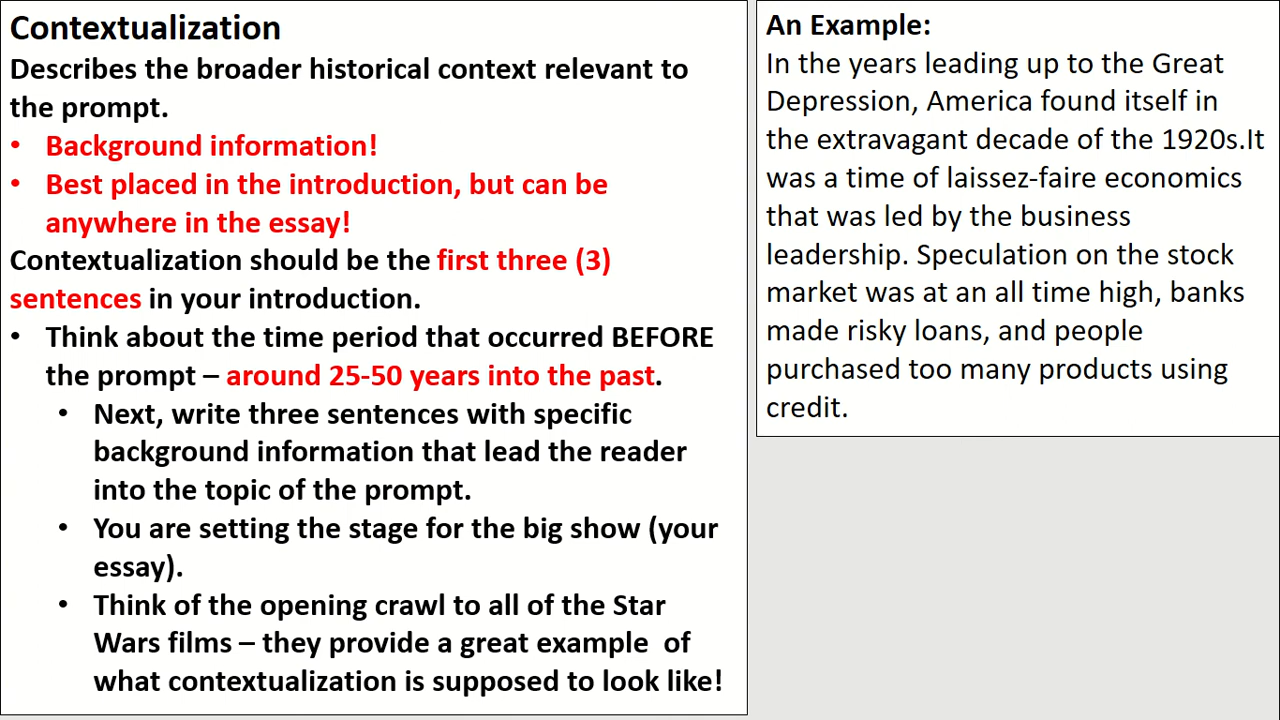 Contextualization
Describes the broader historical context relevant to
the prompt.
• Background information!
• Best placed in the introduction, but can be
anywhere in the essay!
Contextualization should be the first three (3)
sentences in your introduction.
• Think about the time period that occurred BEFORE
the prompt – around 25-50 years into the past.
• Next, write three sentences with specific
background information that lead the reader
into the topic of the prompt.
• You are setting the stage for the big show (your
essay).
• Think of the opening crawl to all of the Star
Wars films – they provide a great example of
what contextualization is supposed to look like!
An Example:
In the years leading up to the Great
Depression, America found itself in
the extravagant decade of the 1920s.It
was a time of laissez-faire economics
that was led by the business
leadership. Speculation on the stock
market was at an all time high, banks
made risky loans, and people
purchased too many products using
credit.